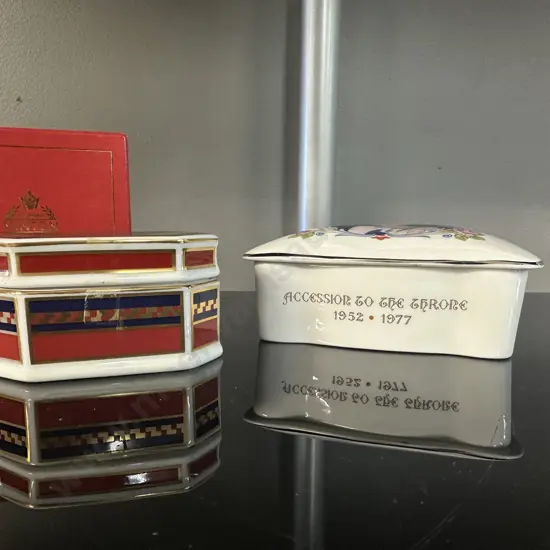 Accession to the Throne
1952 • 1977